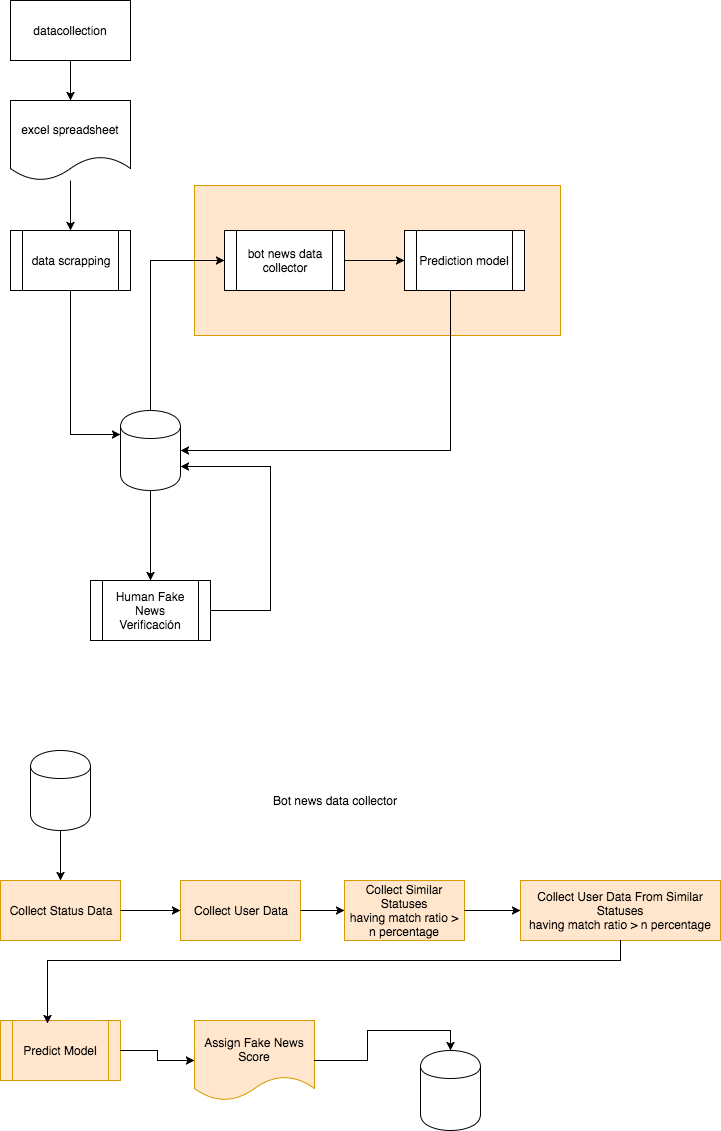 datacollection
excel spreadsheet
data scrapping
bot news data
collector
Prediction model
Human Fake
News
Verificación
Bot news data collector
Collect Status Data
Collect User Data
Collect Similar
Statuses
having match ratio >
n percentage
Collect User Data From Similar
Statuses
having match ratio > n percentage
Predict Model
Assign Fake News
Score